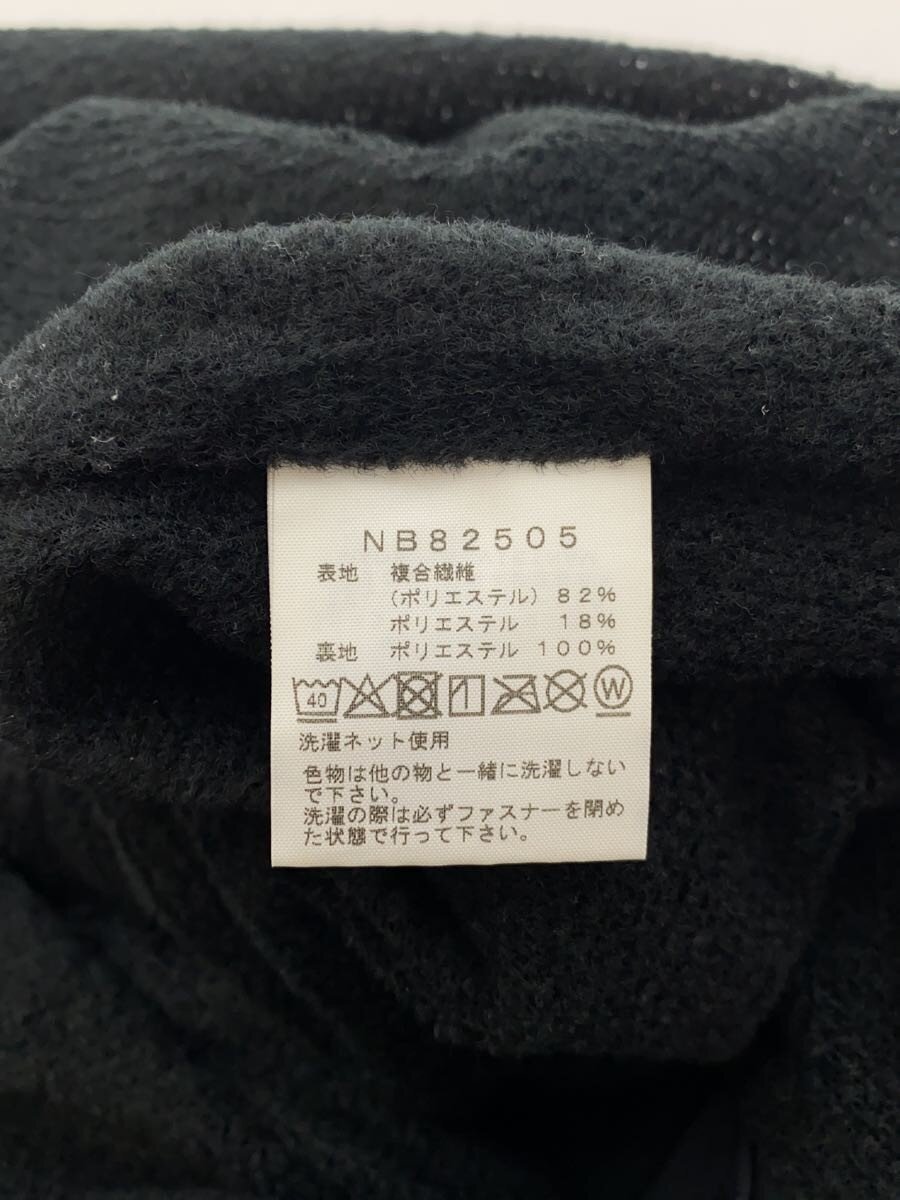 NB82505
表地 複合繊維
(ポリエステル) 82%
ポリエステル 18%
裏地 ポリエステル 100%
40 W
洗濯ネット使用
色物は他の物と一緒に洗濯しない
で下さい。
洗濯の際は必ずファスナーを閉め
た状態で行って下さい。